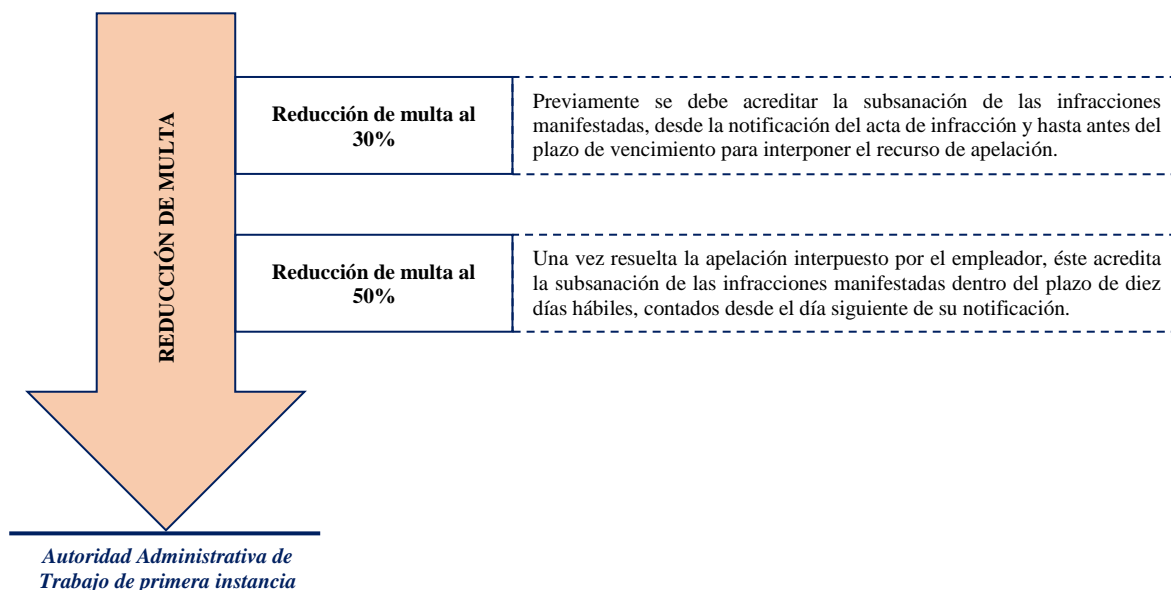 REDUCCIÓN DE MULTA
Reducción de multa al
30%
Previamente se debe acreditar la subsanación de las infracciones
manifestadas, desde la notificación del acta de infracción y hasta antes del
plazo de vencimiento para interponer el recurso de apelación.
Reducción de multa al
50%
Una vez resuelta la apelación interpuesto por el empleador, éste acredita
la subsanación de las infracciones manifestadas dentro del plazo de diez
días hábiles, contados desde el día siguiente de su notificación.
Autoridad Administrativa de
Trabajo de primera instancia